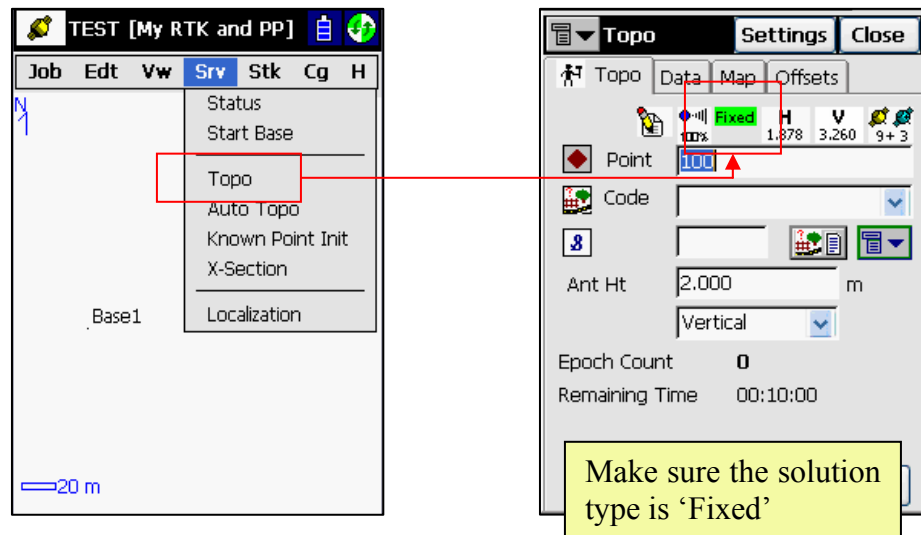 TEST [My RTK and PP]
Job Edt Vw Srv Stk Cg H
N
Status
Start Base
Topo
Auto Topo
Known Point Init
X-Section
Localization
Base1
20 m
Topo Settings Close
Topo Data Map Offsets
100% Fixed H 1.878 V 3.260 9+3
Point 100
Code
8
Ant Ht 2.000 m
Vertical
Epoch Count 0
Remaining Time 00:10:00
Make sure the solution
type is ‘Fixed’